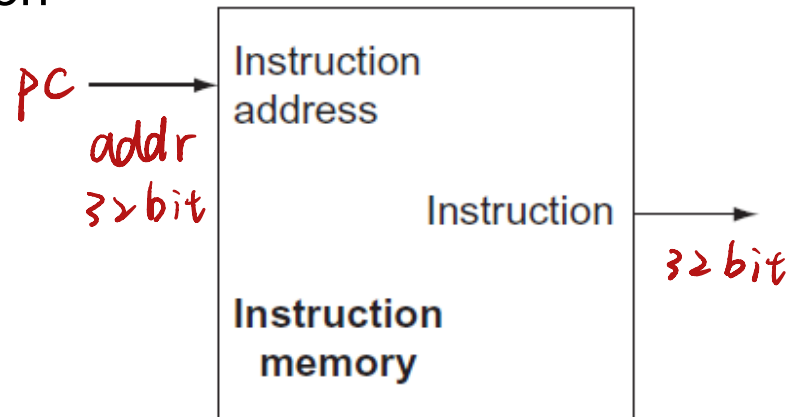 pc
addr
32bit
Instruction
address
Instruction
32bit
Instruction
memory